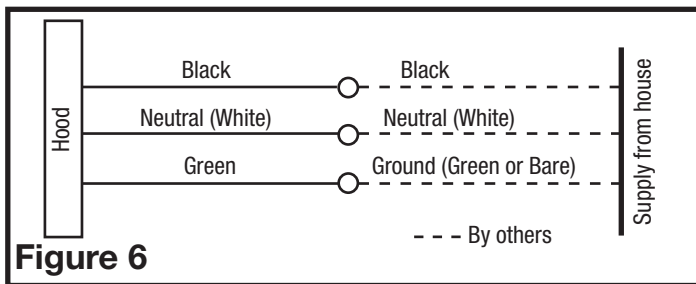 Hood
Black
Black
Neutral (White)
Neutral (White)
Green
Ground (Green or Bare)
Supply from house
- - - By others
Figure 6